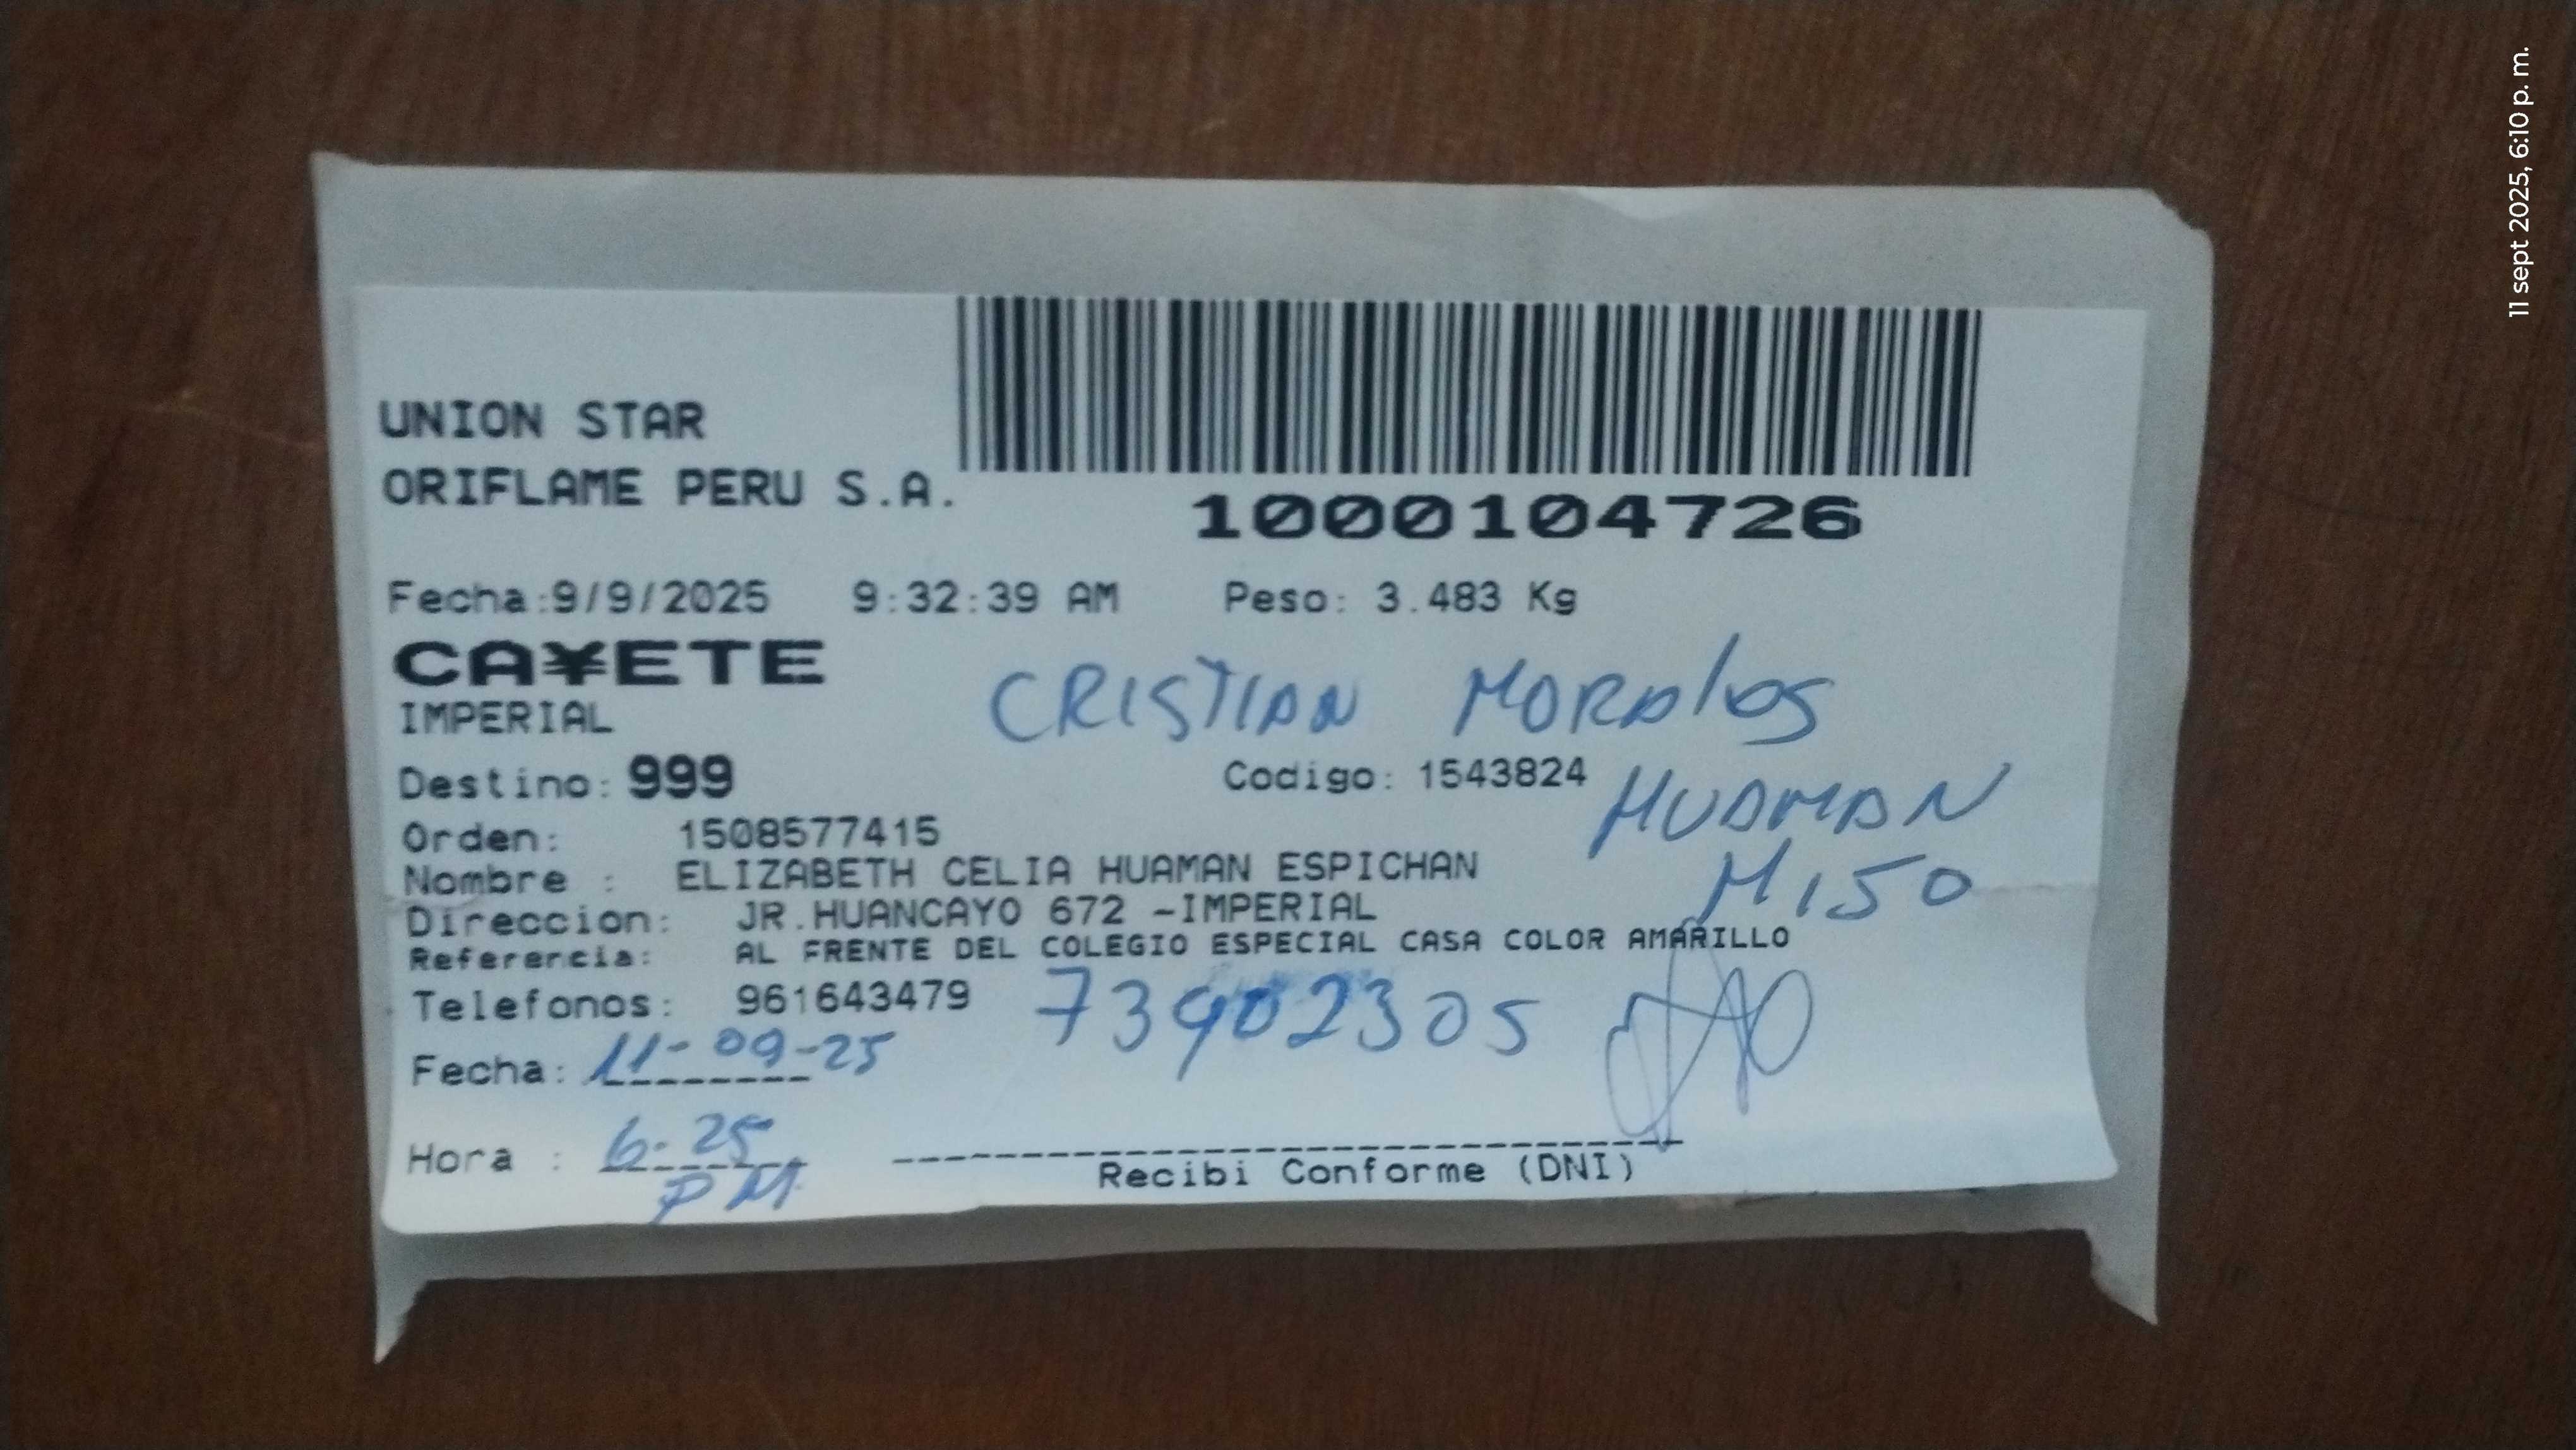 UNION STAR
ORIFLAME PERU S.A.
1000104726
Fecha:9/9/2025 9:32:39 AM Peso: 3.483 Kg
CA¥ETE
IMPERIAL
CRISTIAN MORALES
Destino: 999 Codigo: 1543824
HUAMAN
Orden: 1508577415
Nombre : ELIZABETH CELIA HUAMAN ESPICHAN
HIJO
Direccion: JR.HUANCAYO 672 -IMPERIAL
Referencia: AL FRENTE DEL COLEGIO ESPECIAL CASA COLOR AMARILLO
Telefonos: 961643479
73902305
Fecha: 11-09-25
Hora : 6.25
PM
Recibi Conforme (DNI)
11 sept 2025, 6:10 p. m.